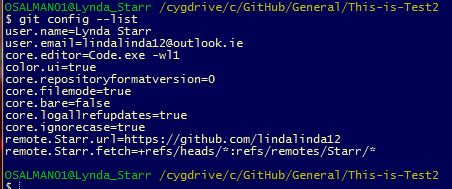 OSALMAN01@Lynda_Starr /cygdrive/c/GitHub/General/This-is-Test2
$ git config --list
user.name=Lynda Starr
user.email=lindalinda12@outlook.ie
core.editor=Code.exe -wl1
color.ui=true
core.repositoryformatversion=0
core.filemode=true
core.bare=false
core.logallrefupdates=true
core.ignorecase=true
remote.Starr.url=https://github.com/lindalinda12
remote.Starr.fetch=+refs/heads/*:refs/remotes/Starr/*
OSALMAN01@Lynda_Starr /cygdrive/c/GitHub/General/This-is-Test2
$